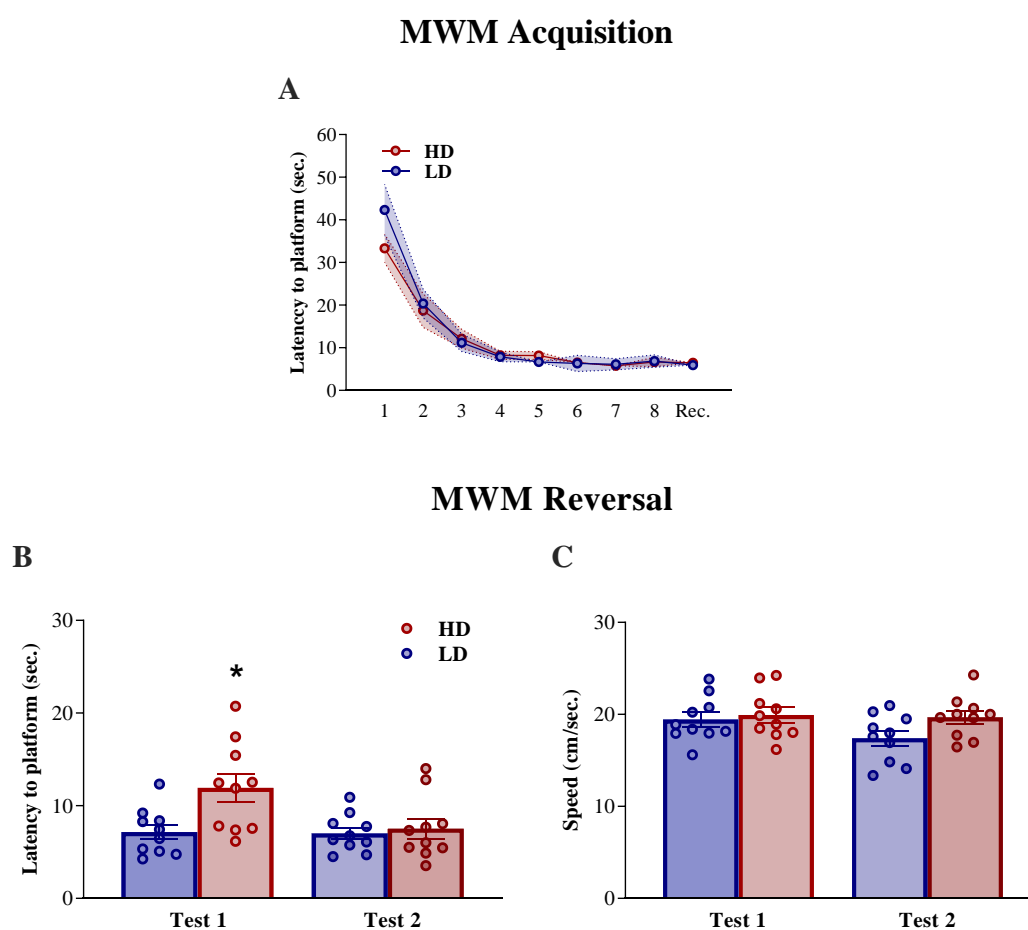 MWM Acquisition
A
Latenccy to platform (sec.)
60
50
40
30
20
10
0
HD
LD
1 2 3 4 5 6 7 8 Rec.
MWM Reversal
B
Latency to platform (sec.)
30
20
10
0
*
HD
LD
Test 1 Test 2
C
Speed (cm/sec.)
30
20
10
0
Test 1 Test 2